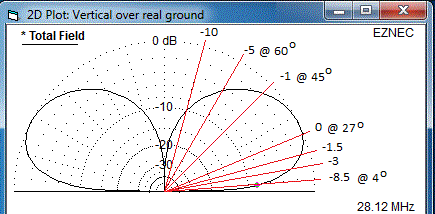 2D Plot: Vertical over real ground
* Total Field
EZNEC
0 dB
-10
-5 @ 60°
-1 @ 45°
-10
0 @ 27°
-20
-1.5
-30
-3
-8.5 @ 4°
28.12 MHz